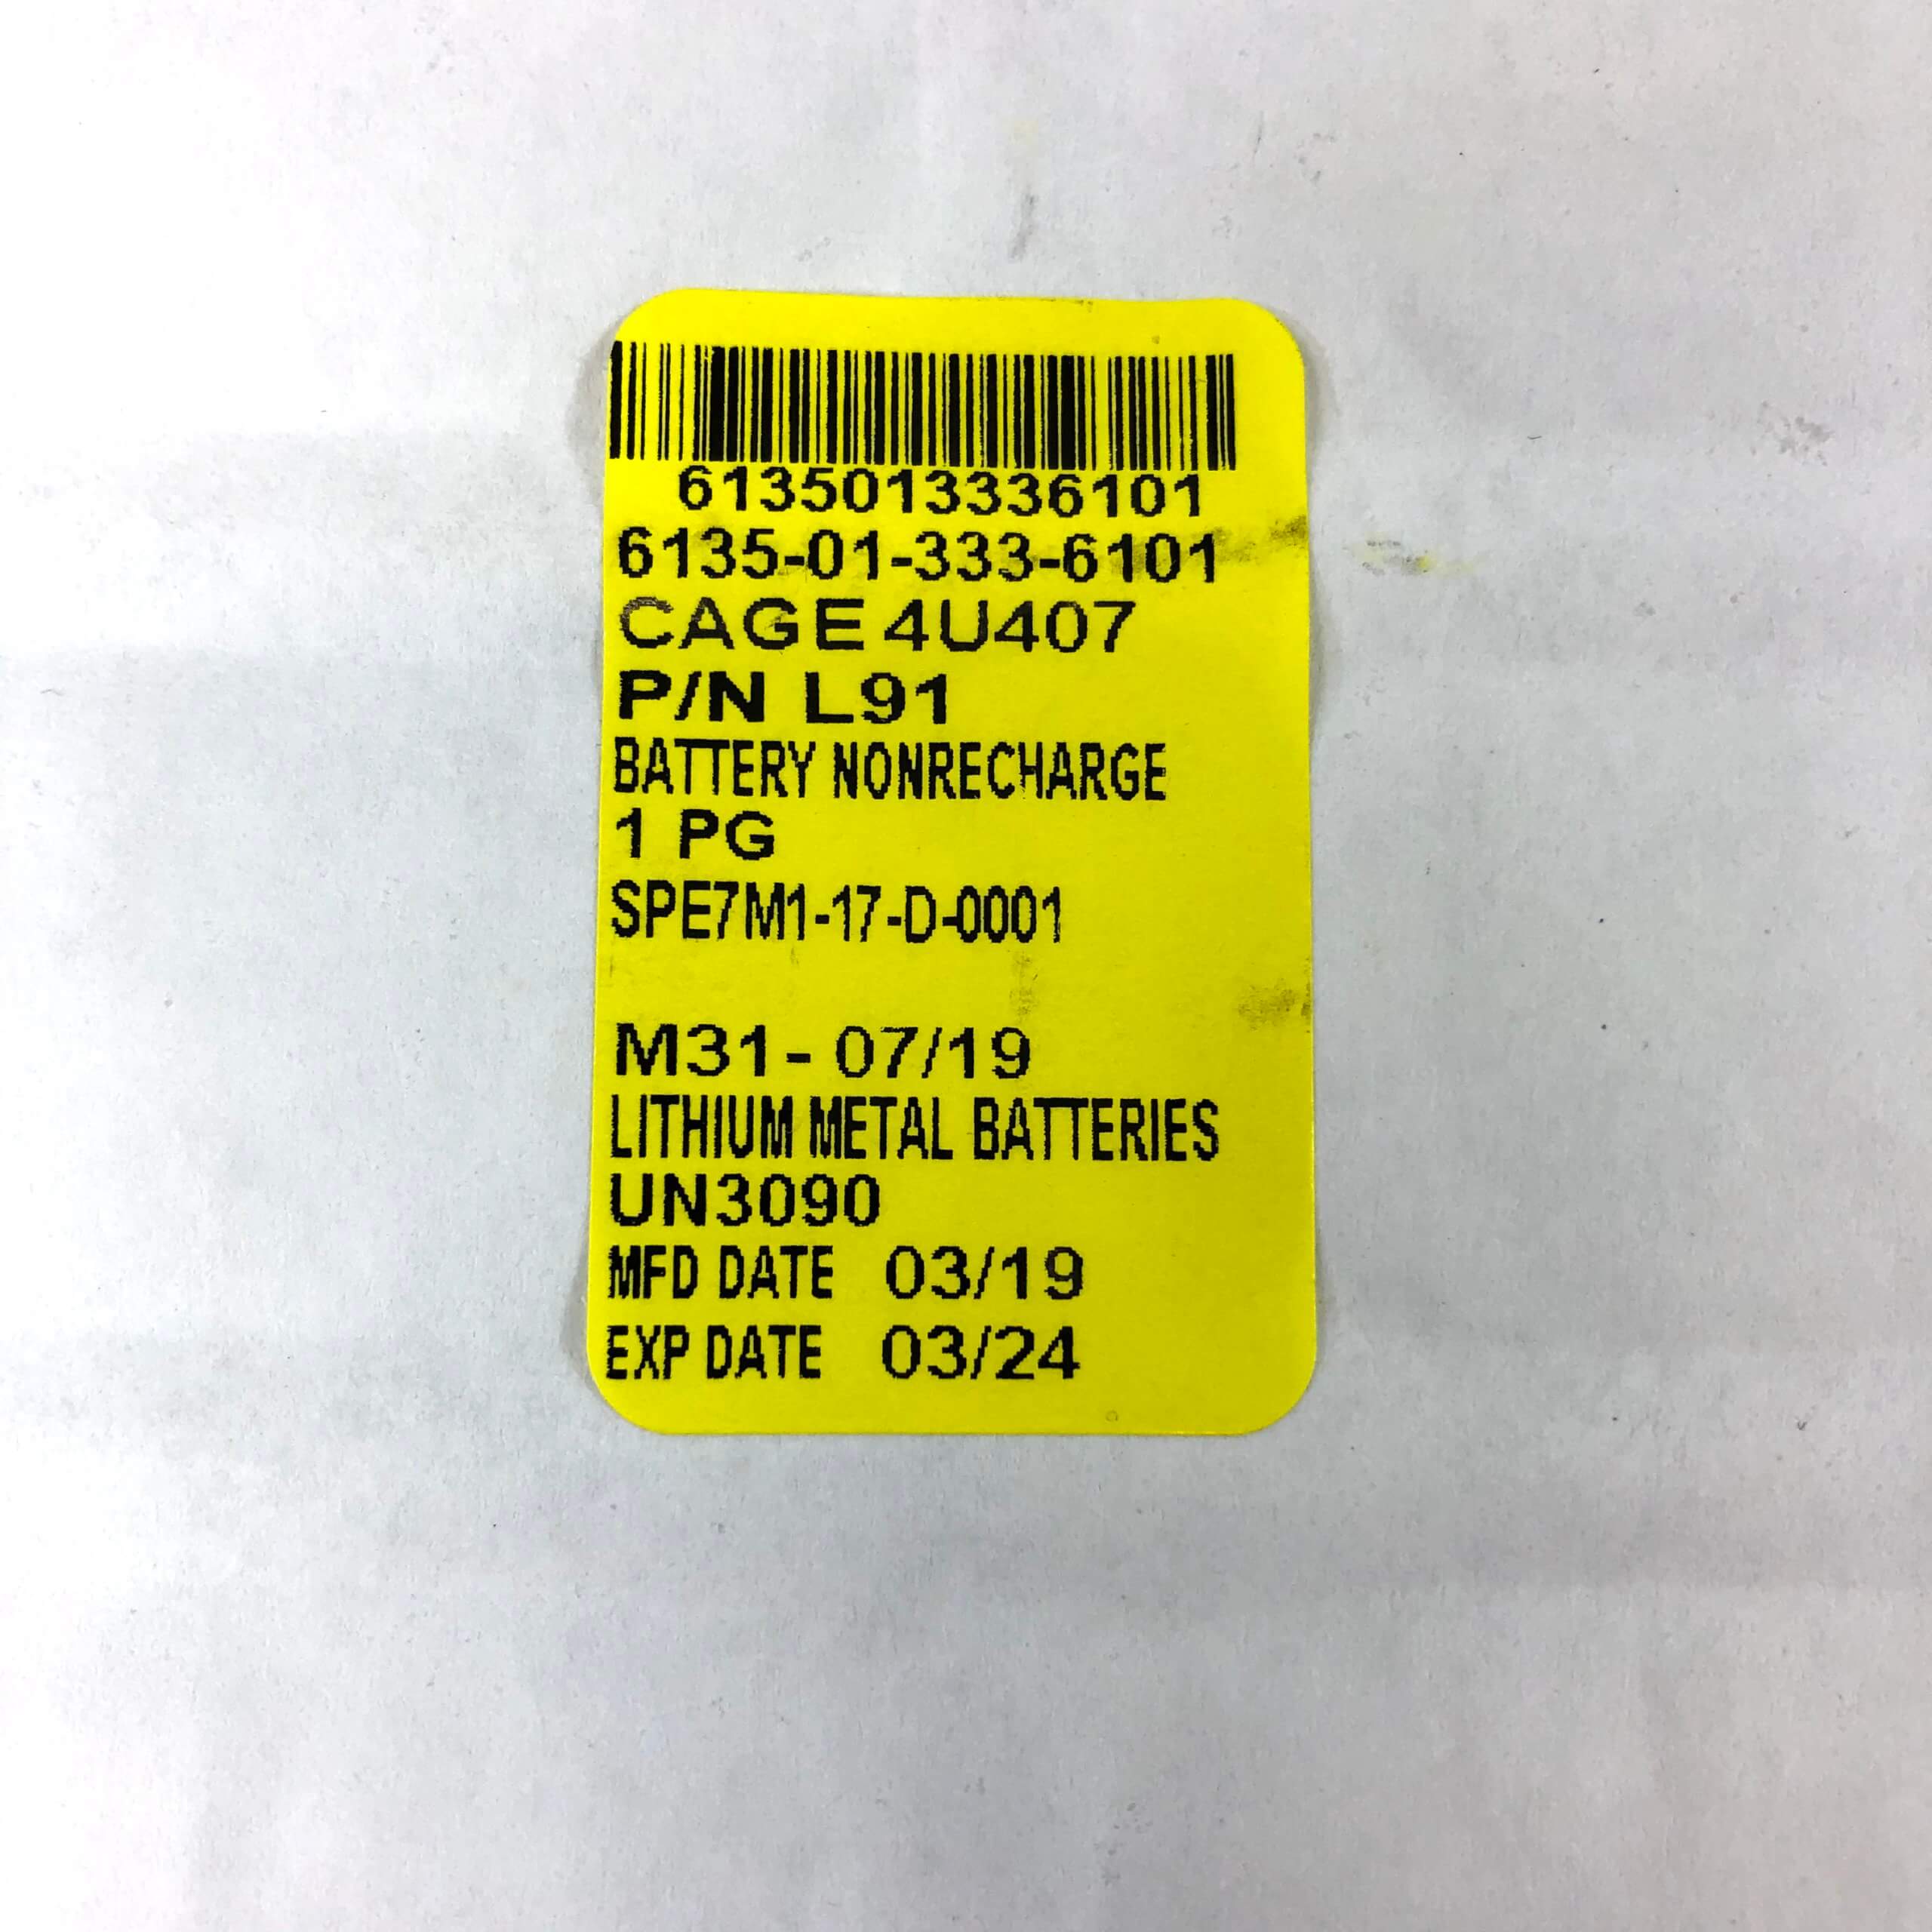 6135013336101
6135-01-333-6101
CAGE 4U407
P/N L91
BATTERY NONRECHARGE
1 PG
SPE7M1-17-D-0001
M31- 07/19
LITHIUM METAL BATTERIES
UN3090
MFD DATE 03/19
EXP DATE 03/24